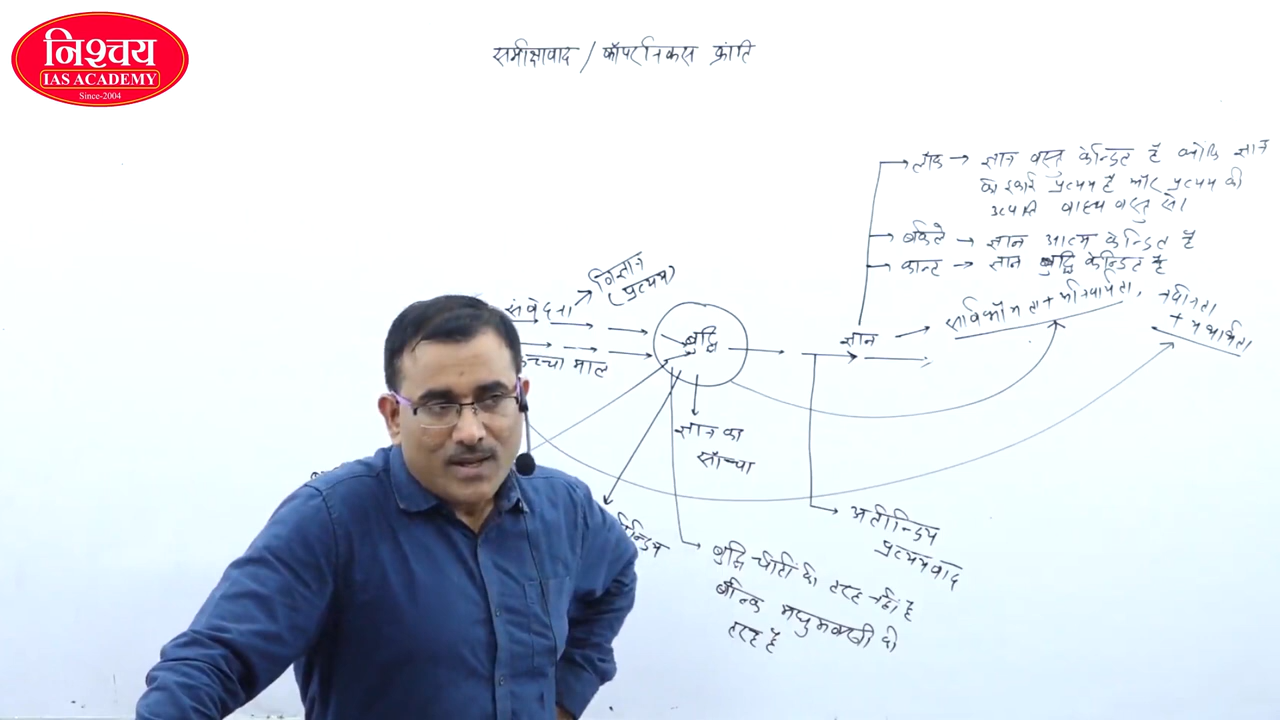 निश्चय
IAS ACADEMY
Since-2004
समीक्षावाद / कॉपरनिकस क्रांति
लॉक → ज्ञान वस्तु केन्द्रित है क्योंकि ज्ञान
की इकाई प्रत्यय है और प्रत्यय की
उत्पत्ति वाह्य वस्तु से।
बर्कले → ज्ञान आत्म केन्द्रित है
कान्ट → ज्ञान बुद्धि केन्द्रित है
सार्वभौमता + अनिवार्यता, नवीनता
+ यथार्थता
संवेदना
विज्ञान
(प्रत्यय)
बुद्धि
ज्ञान
कच्चा माल
ज्ञान का
साँच्चा
अतीन्द्रिय
प्रत्ययवाद
बुद्धि चींटी की तरह नहीं है
बल्कि मधुमक्खी की
तरह है